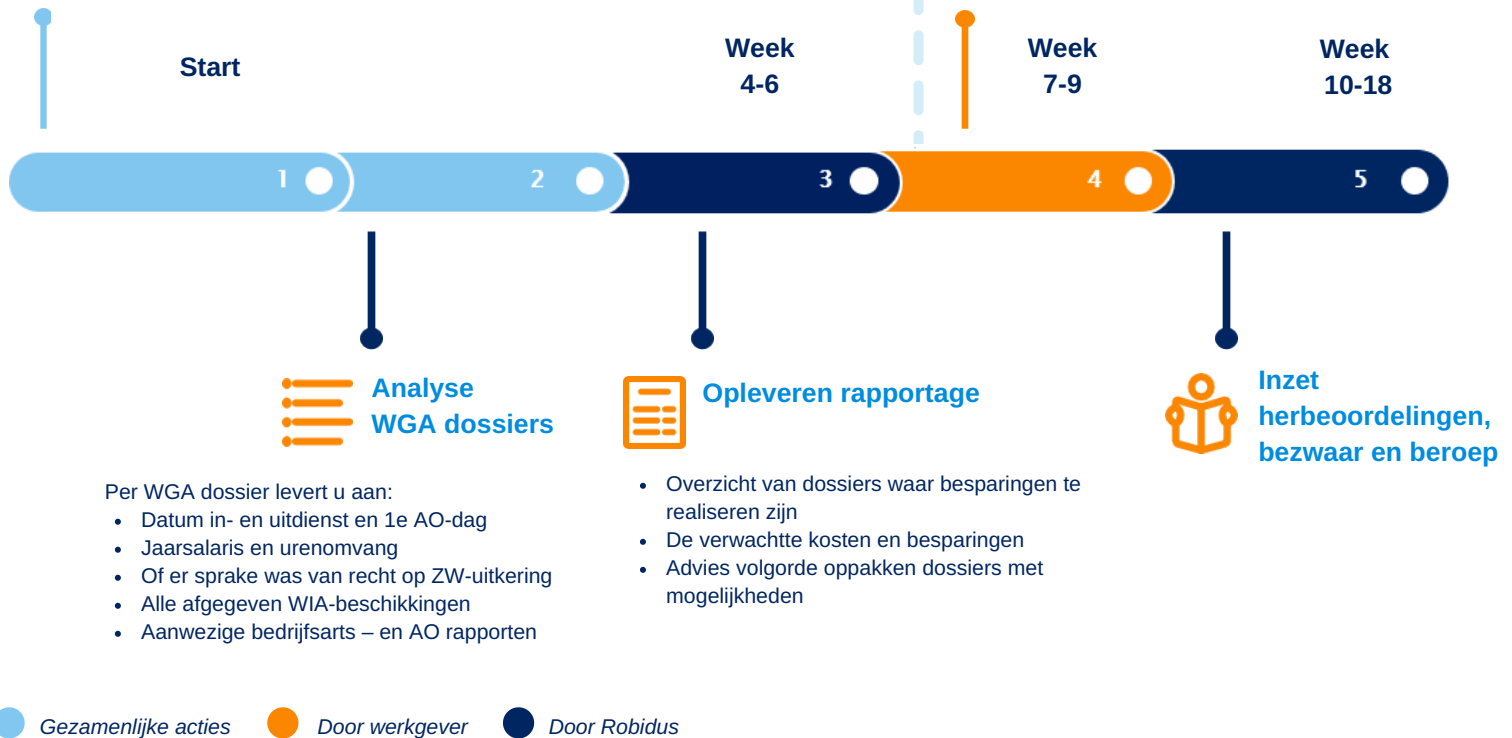 Start
Week
4-6
Week
7-9
Week
10-18
1
2
3
4
5
Analyse
WGA dossiers
Per WGA dossier levert u aan:
• Datum in- en uitdienst en 1e AO-dag
• Jaarsalaris en urenomvang
• Of er sprake was van recht op ZW-uitkering
• Alle afgegeven WIA-beschikkingen
• Aanwezige bedrijfsarts – en AO rapporten
Opleveren rapportage
• Overzicht van dossiers waar besparingen te
realiseren zijn
• De verwachtte kosten en besparingen
• Advies volgorde oppakken dossiers met
mogelijkheden
Inzet
herbeoordelingen,
bezwaar en beroep
Gezamenlijke acties
Door werkgever
Door Robidus